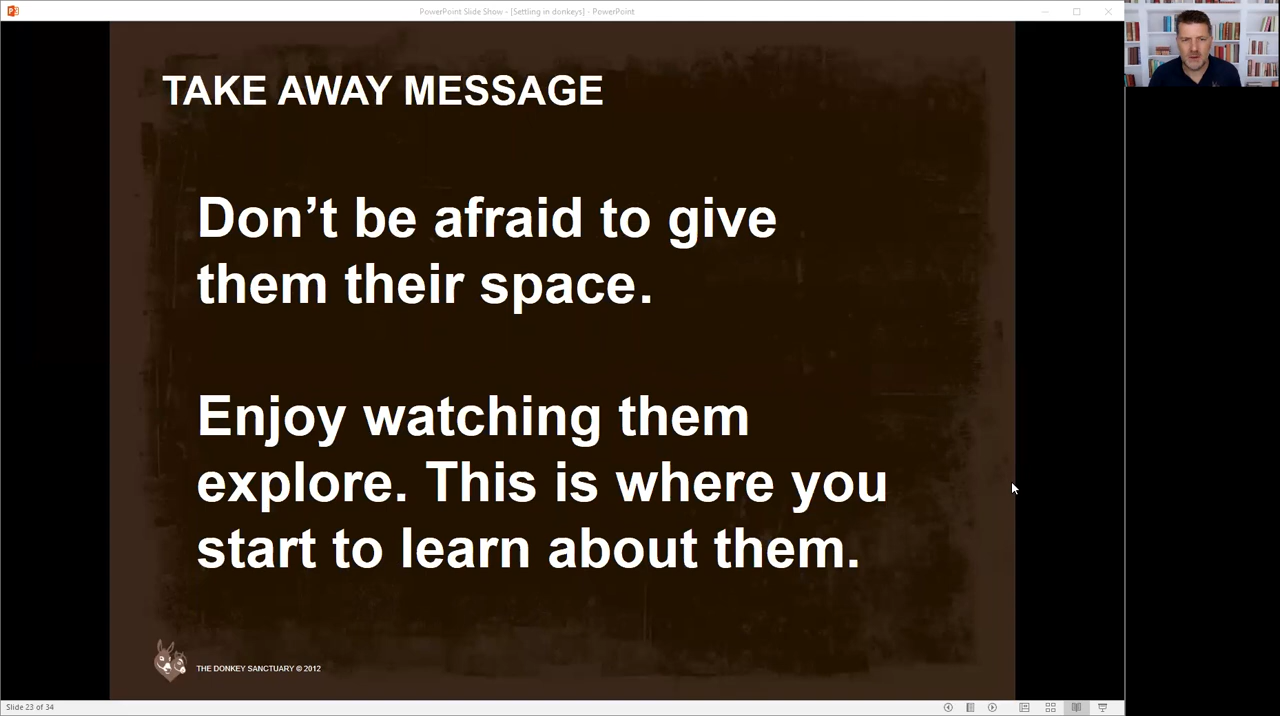 PowerPoint Slide Show - [Settling in donkeys] - PowerPoint
TAKE AWAY MESSAGE
Don’t be afraid to give
them their space.
Enjoy watching them
explore. This is where you
start to learn about them.
THE DONKEY SANCTUARY © 2012
Slide 23 of 34